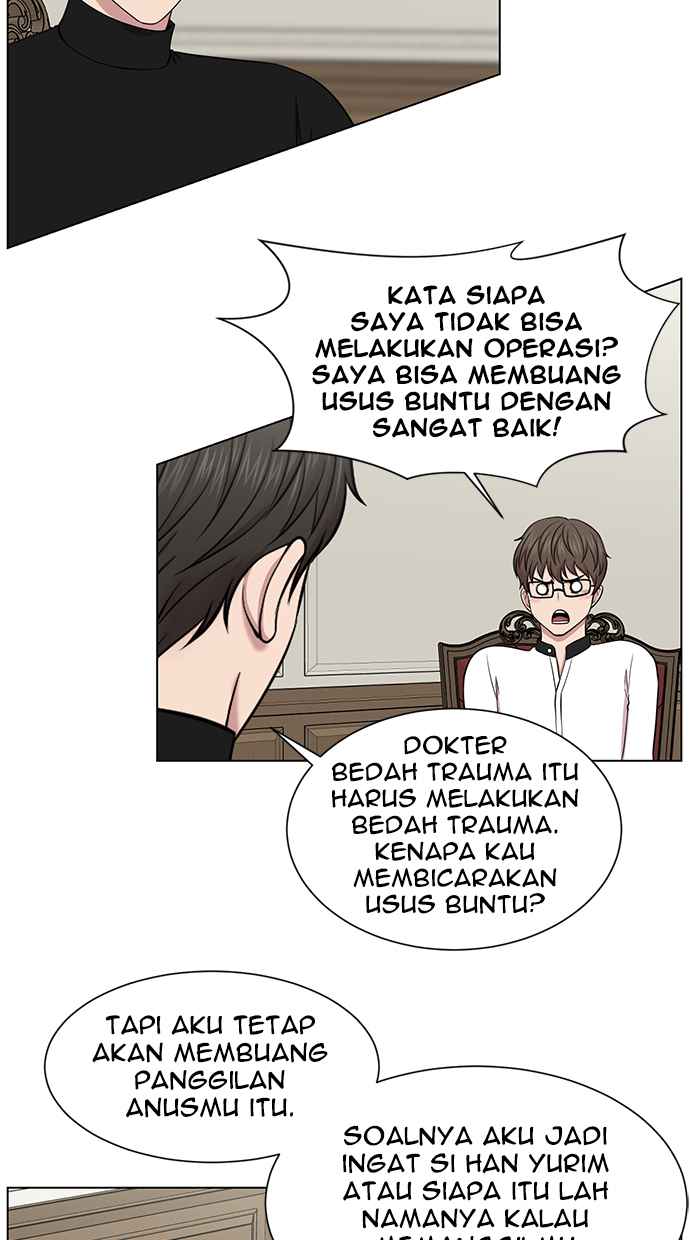 KATA SIAPA
SAYA TIDAK BISA
MELAKUKAN OPERASI?
SAYA BISA MEMBUANG
USUS BUNTU DENGAN
SANGAT BAIK!
DOKTER
BEDAH TRAUMA ITU
HARUS MELAKUKAN
BEDAH TRAUMA.
KENAPA KAU
MEMBICARAKAN
USUS BUNTU?
TAPI AKU TETAP
AKAN MEMBUANG
PANGGILAN
ANUSMU ITU.
SOALNYA AKU JADI
INGAT SI HAN YURIM
ATAU SIAPA ITU LAH
NAMANYA KALAU